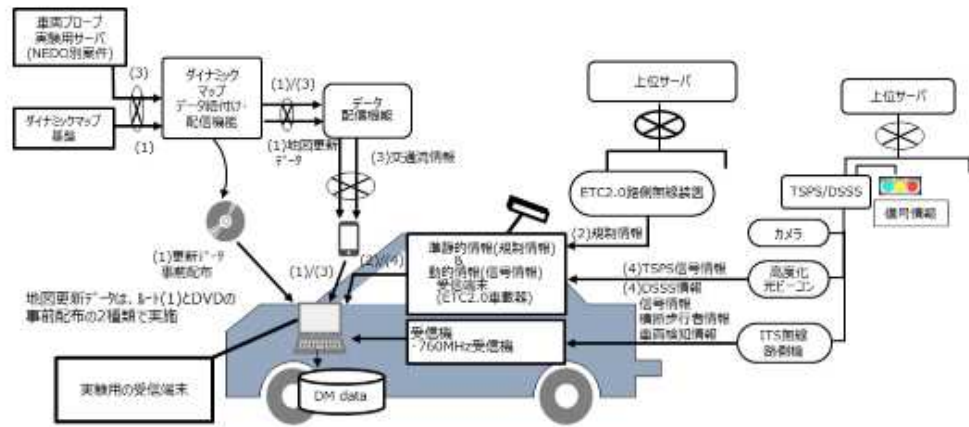 車両プローブ
実験用サーバ
(NEDO別案件)
(3)
ダイナミックマップ
基盤
(1)
ダイナミック
マップ
データ紐付け・
配信機能
(1)/(3)
データ
配信機能
(1)地図更新
データ
(3)交通流情報
(1)更新データ
事前配布
(1)/(3)
(2)/(4)
地図更新データは、ルート(1)とDVDの
事前配布の2種類で実施
実験用の受信端末
DM data
準静的情報(規制情報)
&
動的情報(信号情報)
受信端末
(ETC2.0車載器)
受信機
・760MHz受信機
上位サーバ
ETC2.0路側無線装置
(2)規制情報
上位サーバ
TSPS/DSSS
信号情報
カメラ
(4)TSPS信号情報
高度化
光ビーコン
(4)DSSS情報
信号情報
横断歩行者情報
車両検知情報
ITS無線
路側機